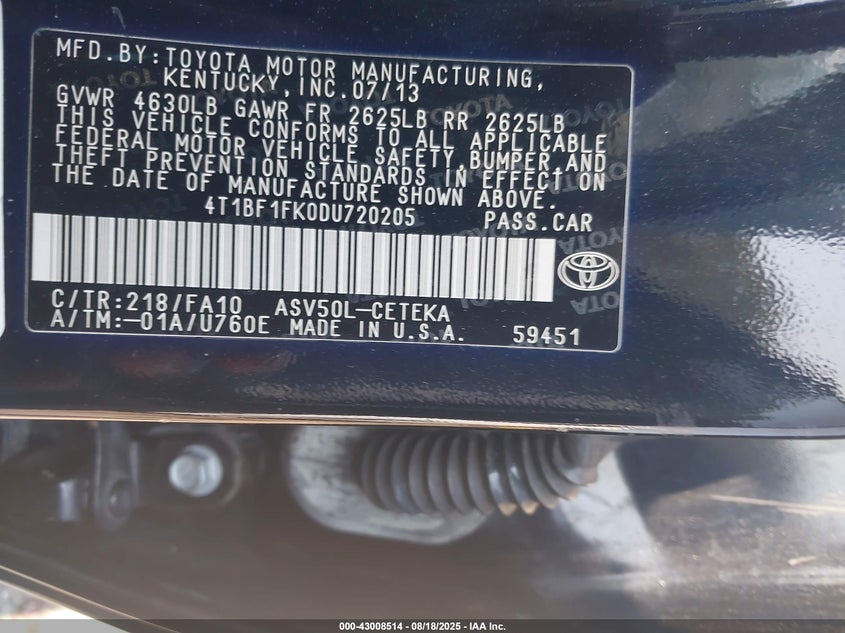 MFD.BY:TOYOTA MOTOR MANUFACTURING,
KENTUCKY, INC.07/13
GVWR 4630LB GAWR FR 2625LB RR 2625LB
THIS VEHICLE CONFORMS TO ALL APPLICABLE
FEDERAL MOTOR VEHICLE SAFETY,BUMPER,AND
THEFT PREVENTION STANDARDS IN EFFECT ON
THE DATE OF MANUFACTURE SHOWN ABOVE.
4T1BF1FK0DU720205 PASS.CAR
C/TR:218/FA10 ASV50L-CETEKA
A/TM:-01A/U760E MADE IN U.S.A. 59451
000-43008514 - 08/18/2025 - IAA Inc.